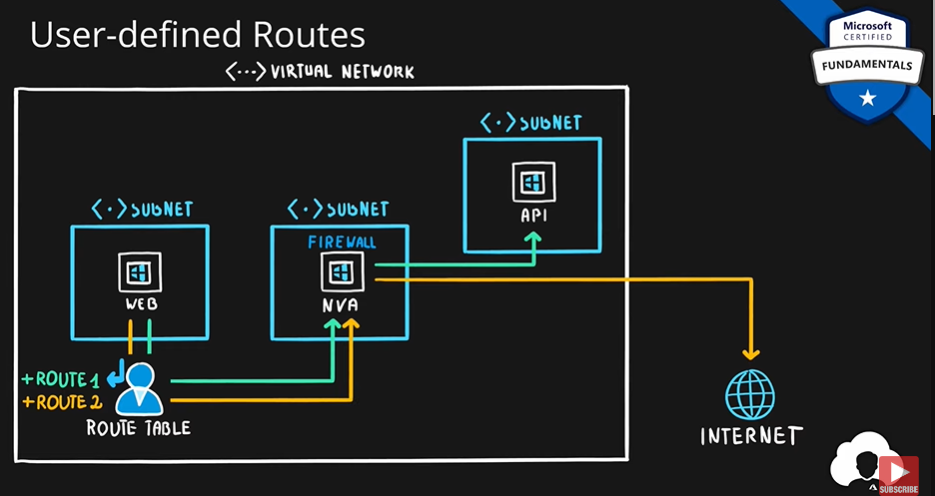 User-defined Routes
Microsoft
CERTIFIED
FUNDAMENTALS
<···> VIRTUAL NETWORK
<·> SUBNET
API
<·> SUBNET
WEB
<·> SUBNET
FIREWALL
NVA
+ROUTE 1
+ROUTE 2
ROUTE TABLE
INTERNET
SUBSCRIBE